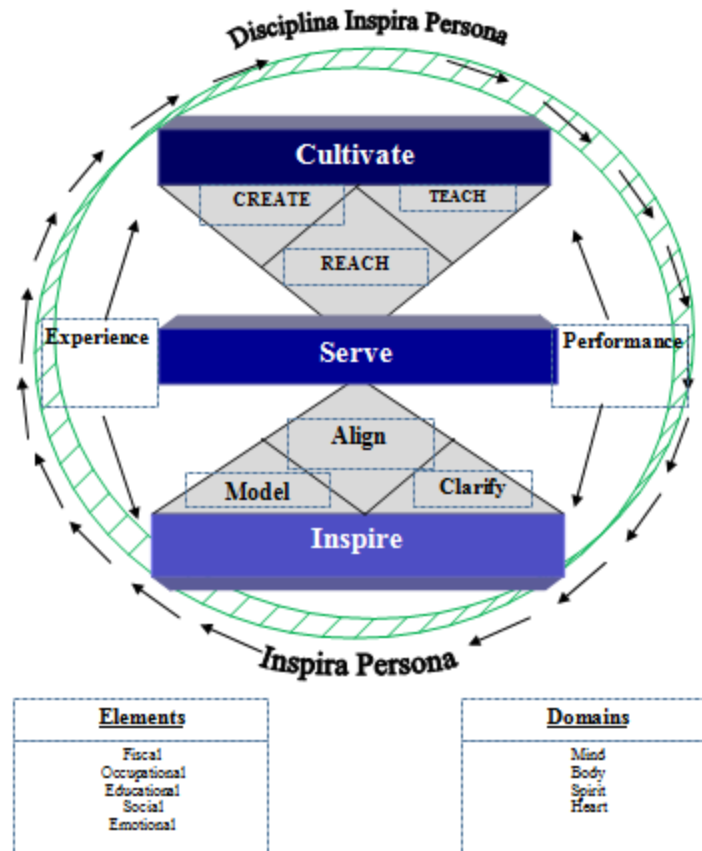 Disciplina Inspira Persona
Cultivate
CREATE
TEACH
REACH
Experience
Serve
Performance
Align
Model
Clarify
Inspire
Inspira Persona
Elements
Fiscal
Occupational
Educational
Social
Emotional
Domains
Mind
Body
Spirit
Heart